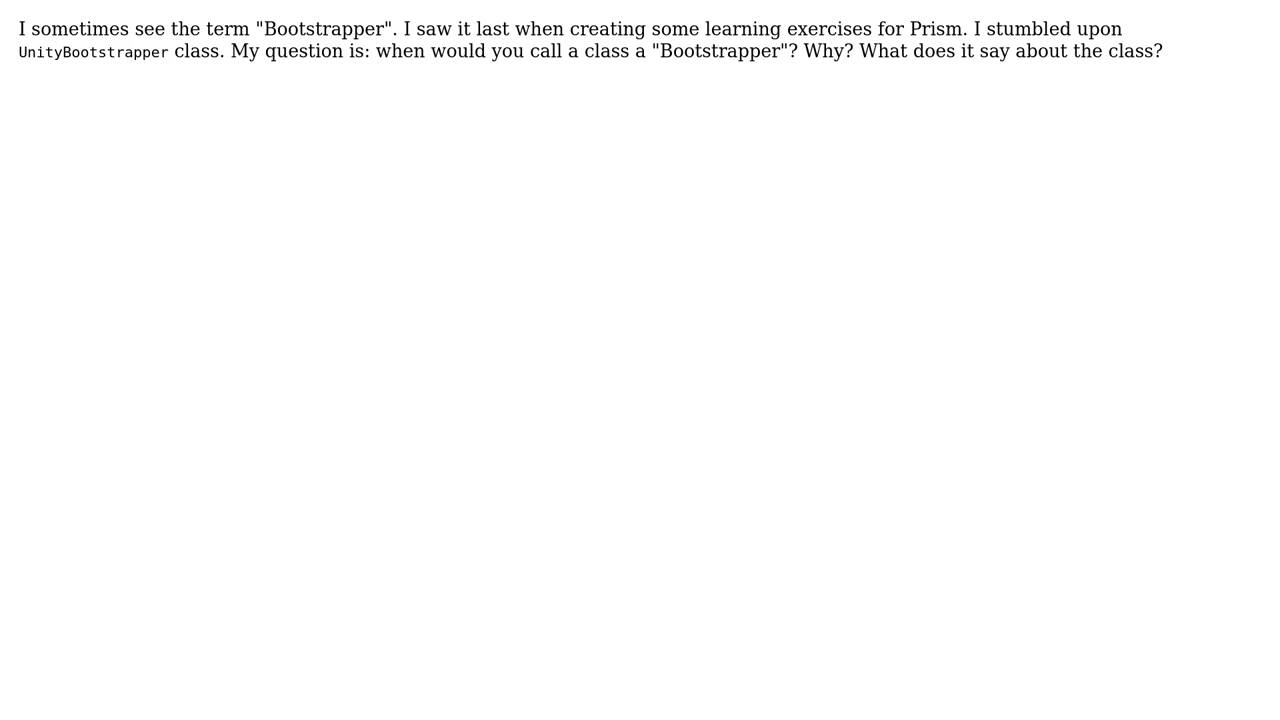 I sometimes see the term "Bootstrapper". I saw it last when creating some learning exercises for Prism. I stumbled upon
UnityBootstrapper class. My question is: when would you call a class a "Bootstrapper"? Why? What does it say about the class?